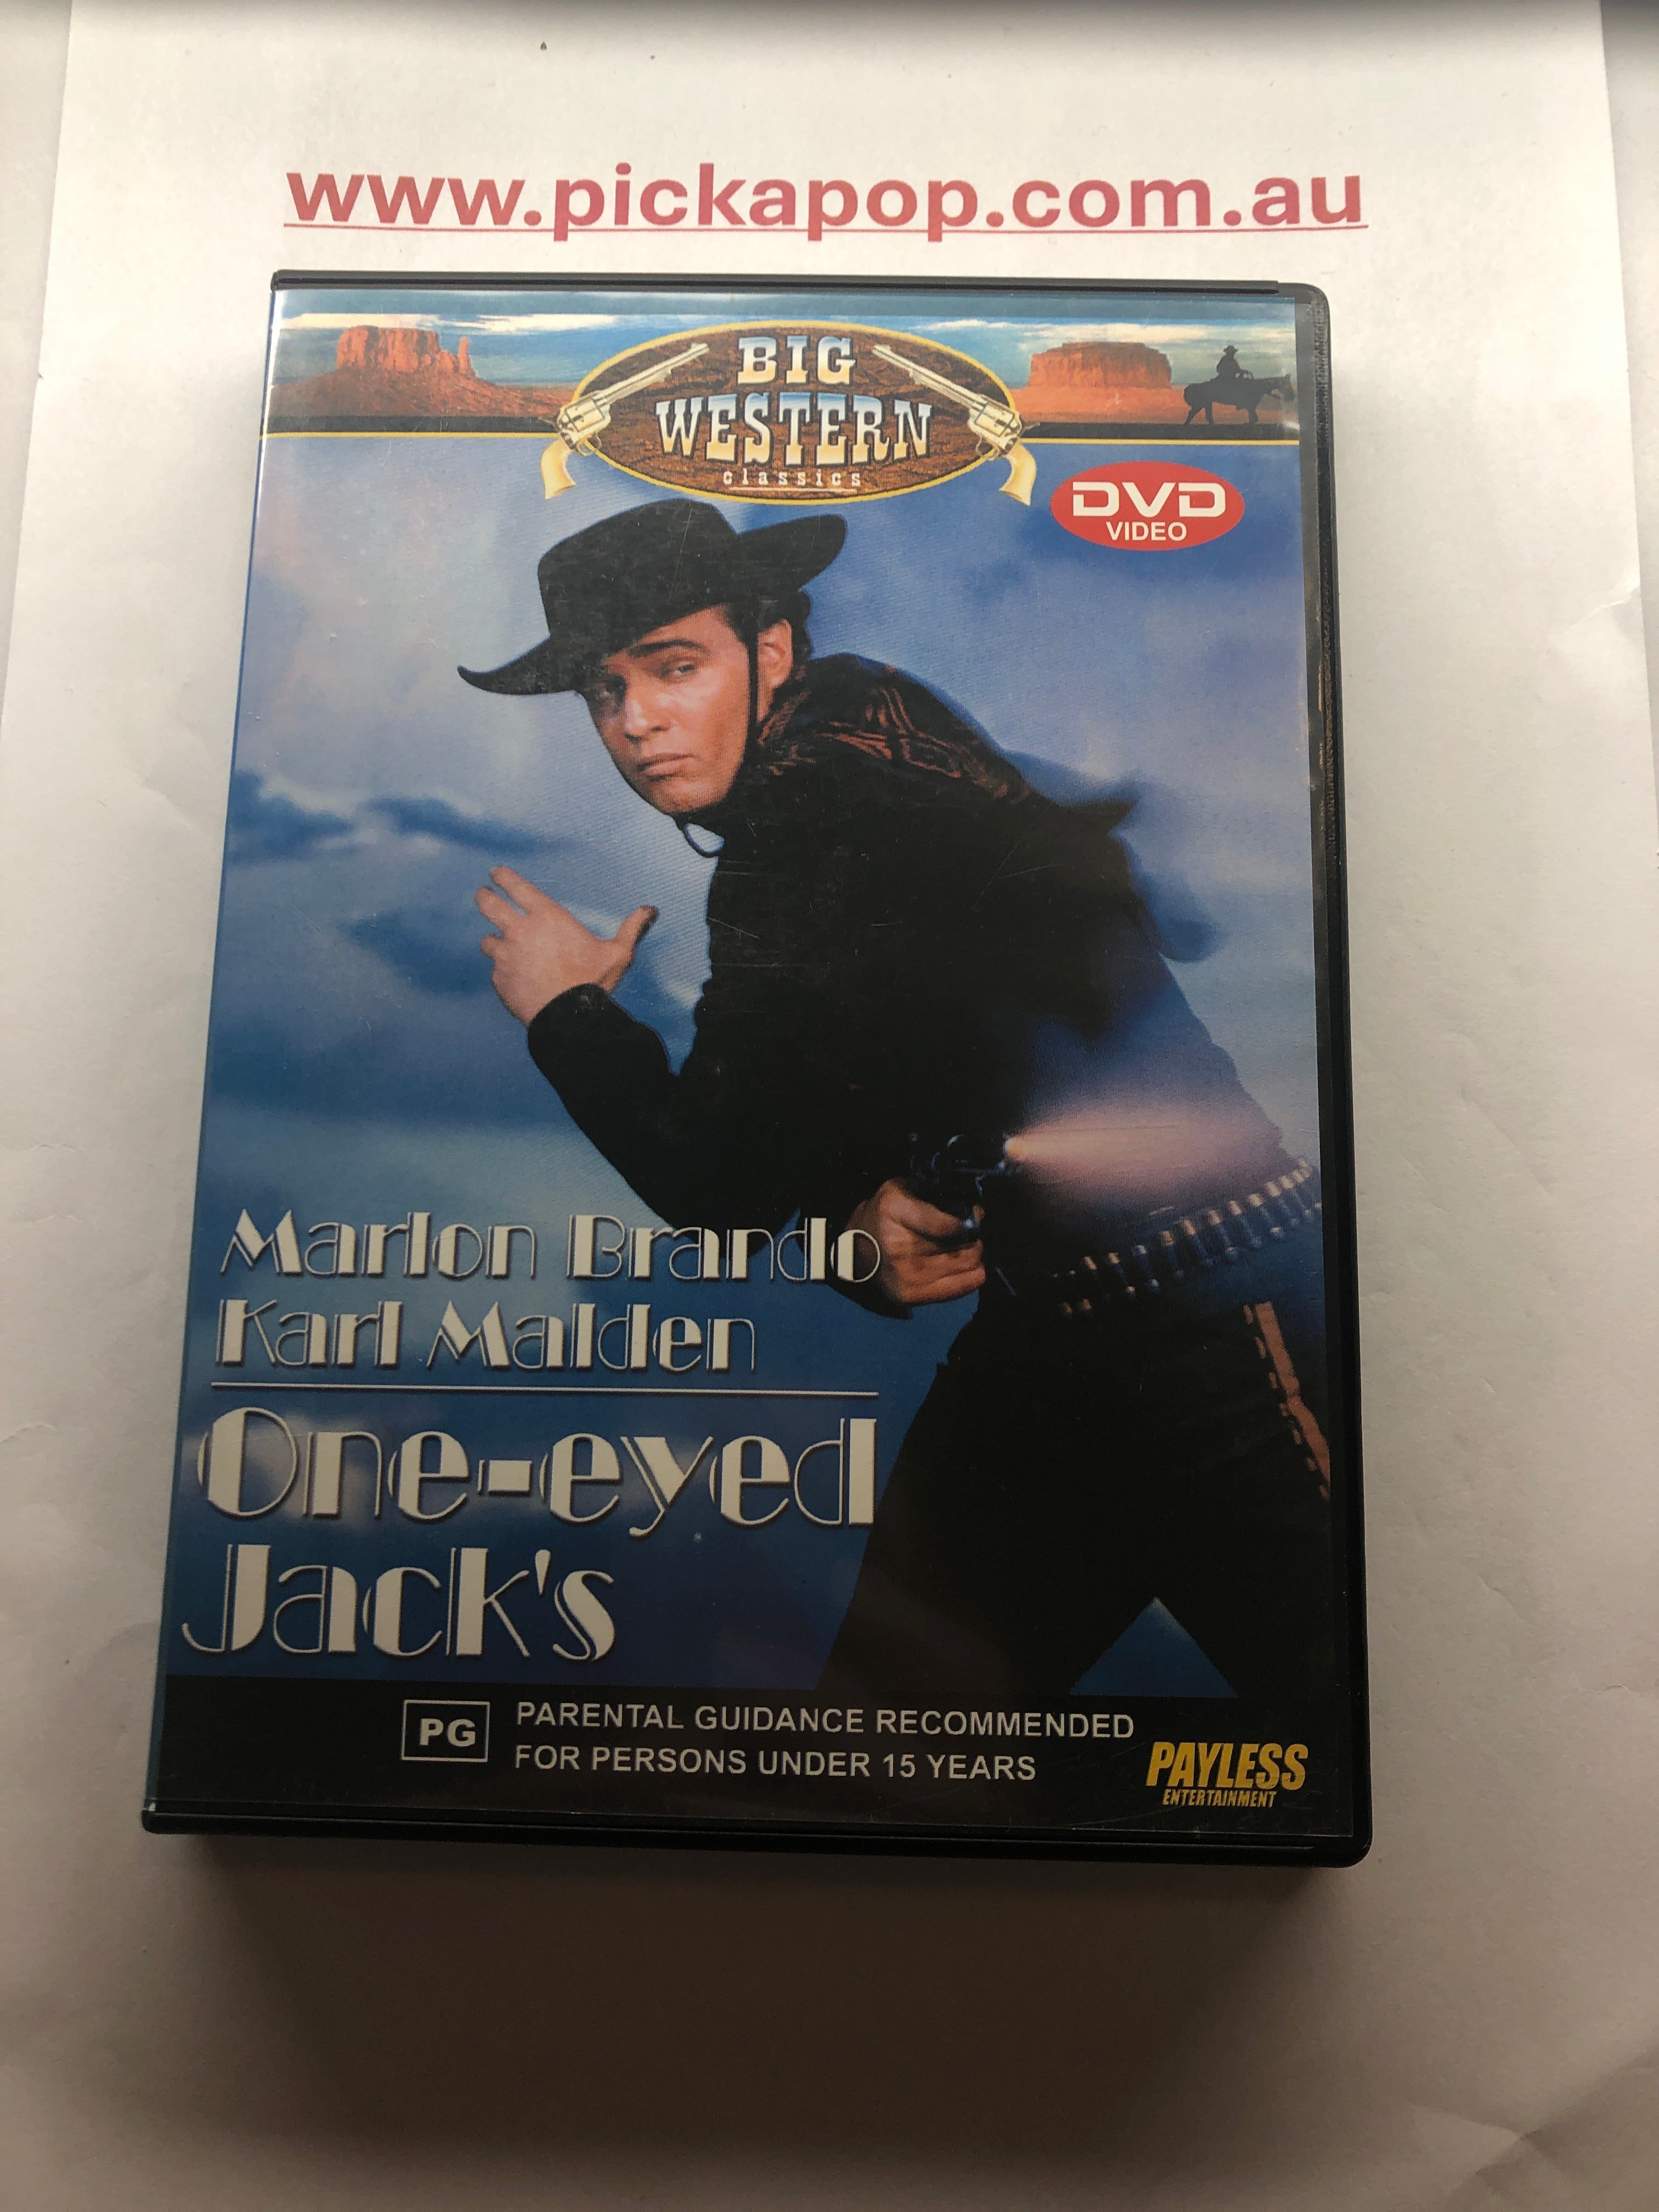 www.pickapop.com.au
BIG
WESTERN
classics
DVD
VIDEO
Marlon Brando
Karl Malden
One-eyed
Jack's
PG
PARENTAL GUIDANCE RECOMMENDED
FOR PERSONS UNDER 15 YEARS
PAYLESS
ENTERTAINMENT